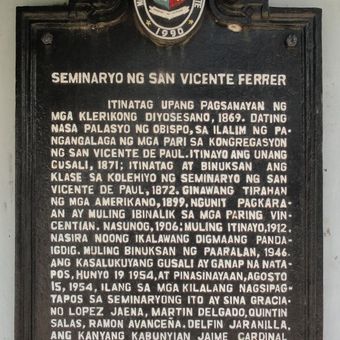 1990
SEMINARYO NG SAN VICENTE FERRER
ITINATAG UPANG PAGSANAYAN NG
MGA KLERIKONG DIYOSESANO, 1869. DATING
NASA PALASYO NG OBISPO, SA ILALIM NG PA-
NGANGALAGA NG MGA PARI SA KONGREGASYON
NG SAN VICENTE DE PAUL. ITINAYO ANG UNANG
GUSALI, 1871; ITINATAG AT BINUKSAN ANG
KLASE SA KOLEHIYO NG SEMINARYO NG SAN
VICENTE DE PAUL, 1872. GINAWANG TIRAHAN
NG MGA AMERIKANO, 1899, NGUNIT PAGKARA-
AN AY MULING IBINALIK SA MGA PARING VIN-
CENTIAN. NASUNOG, 1906; MULING ITINAYO, 1912.
NASIRA NOONG IKALAWANG DIGMAANG PANDA-
IGDIG. MULING BINUKSAN NG PAARALAN, 1946.
ANG KASALUKUYANG GUSALI AY GANAP NA NATA-
POS, HUNYO 19 1954, AT PINASINAYAAN, AGOSTO
15, 1954, ILANG SA MGA KILALANG NAGSIPAG-
TAPOS SA SEMINARYONG ITO AY SINA GRACIA-
NO LOPEZ JAENA, MARTIN DELGADO, QUINTIN
SALAS, RAMON AVANCEÑA. DELFIN JARANILLA,
ANG KANYANG KABUNYIAN JAIME CARDINAL